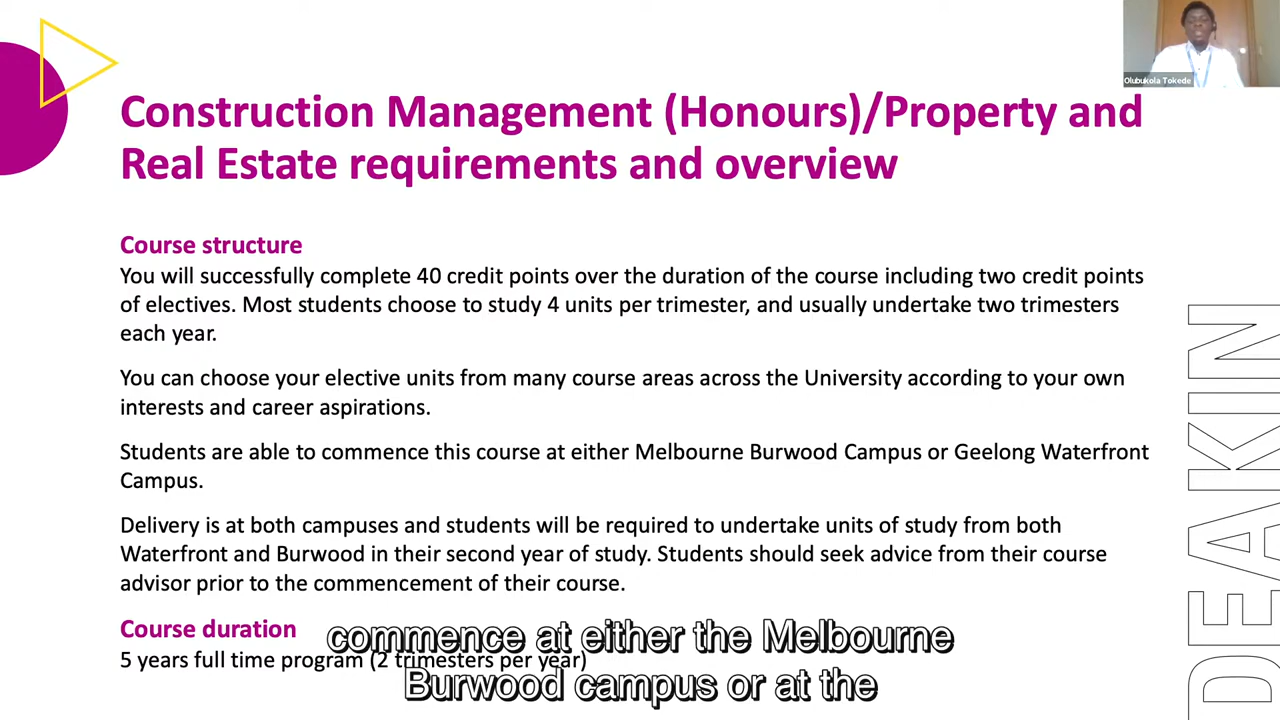 Olubukola Tokede
Construction Management (Honours)/Property and
Real Estate requirements and overview
Course structure
You will successfully complete 40 credit points over the duration of the course including two credit points
of electives. Most students choose to study 4 units per trimester, and usually undertake two trimesters
each year.
You can choose your elective units from many course areas across the University according to your own
interests and career aspirations.
Students are able to commence this course at either Melbourne Burwood Campus or Geelong Waterfront
Campus.
Delivery is at both campuses and students will be required to undertake units of study from both
Waterfront and Burwood in their second year of study. Students should seek advice from their course
advisor prior to the commencement of their course.
Course duration
5 years full time program (2 trimesters per year)
commence at either the Melbourne
Burwood campus or at the
DEAKIN